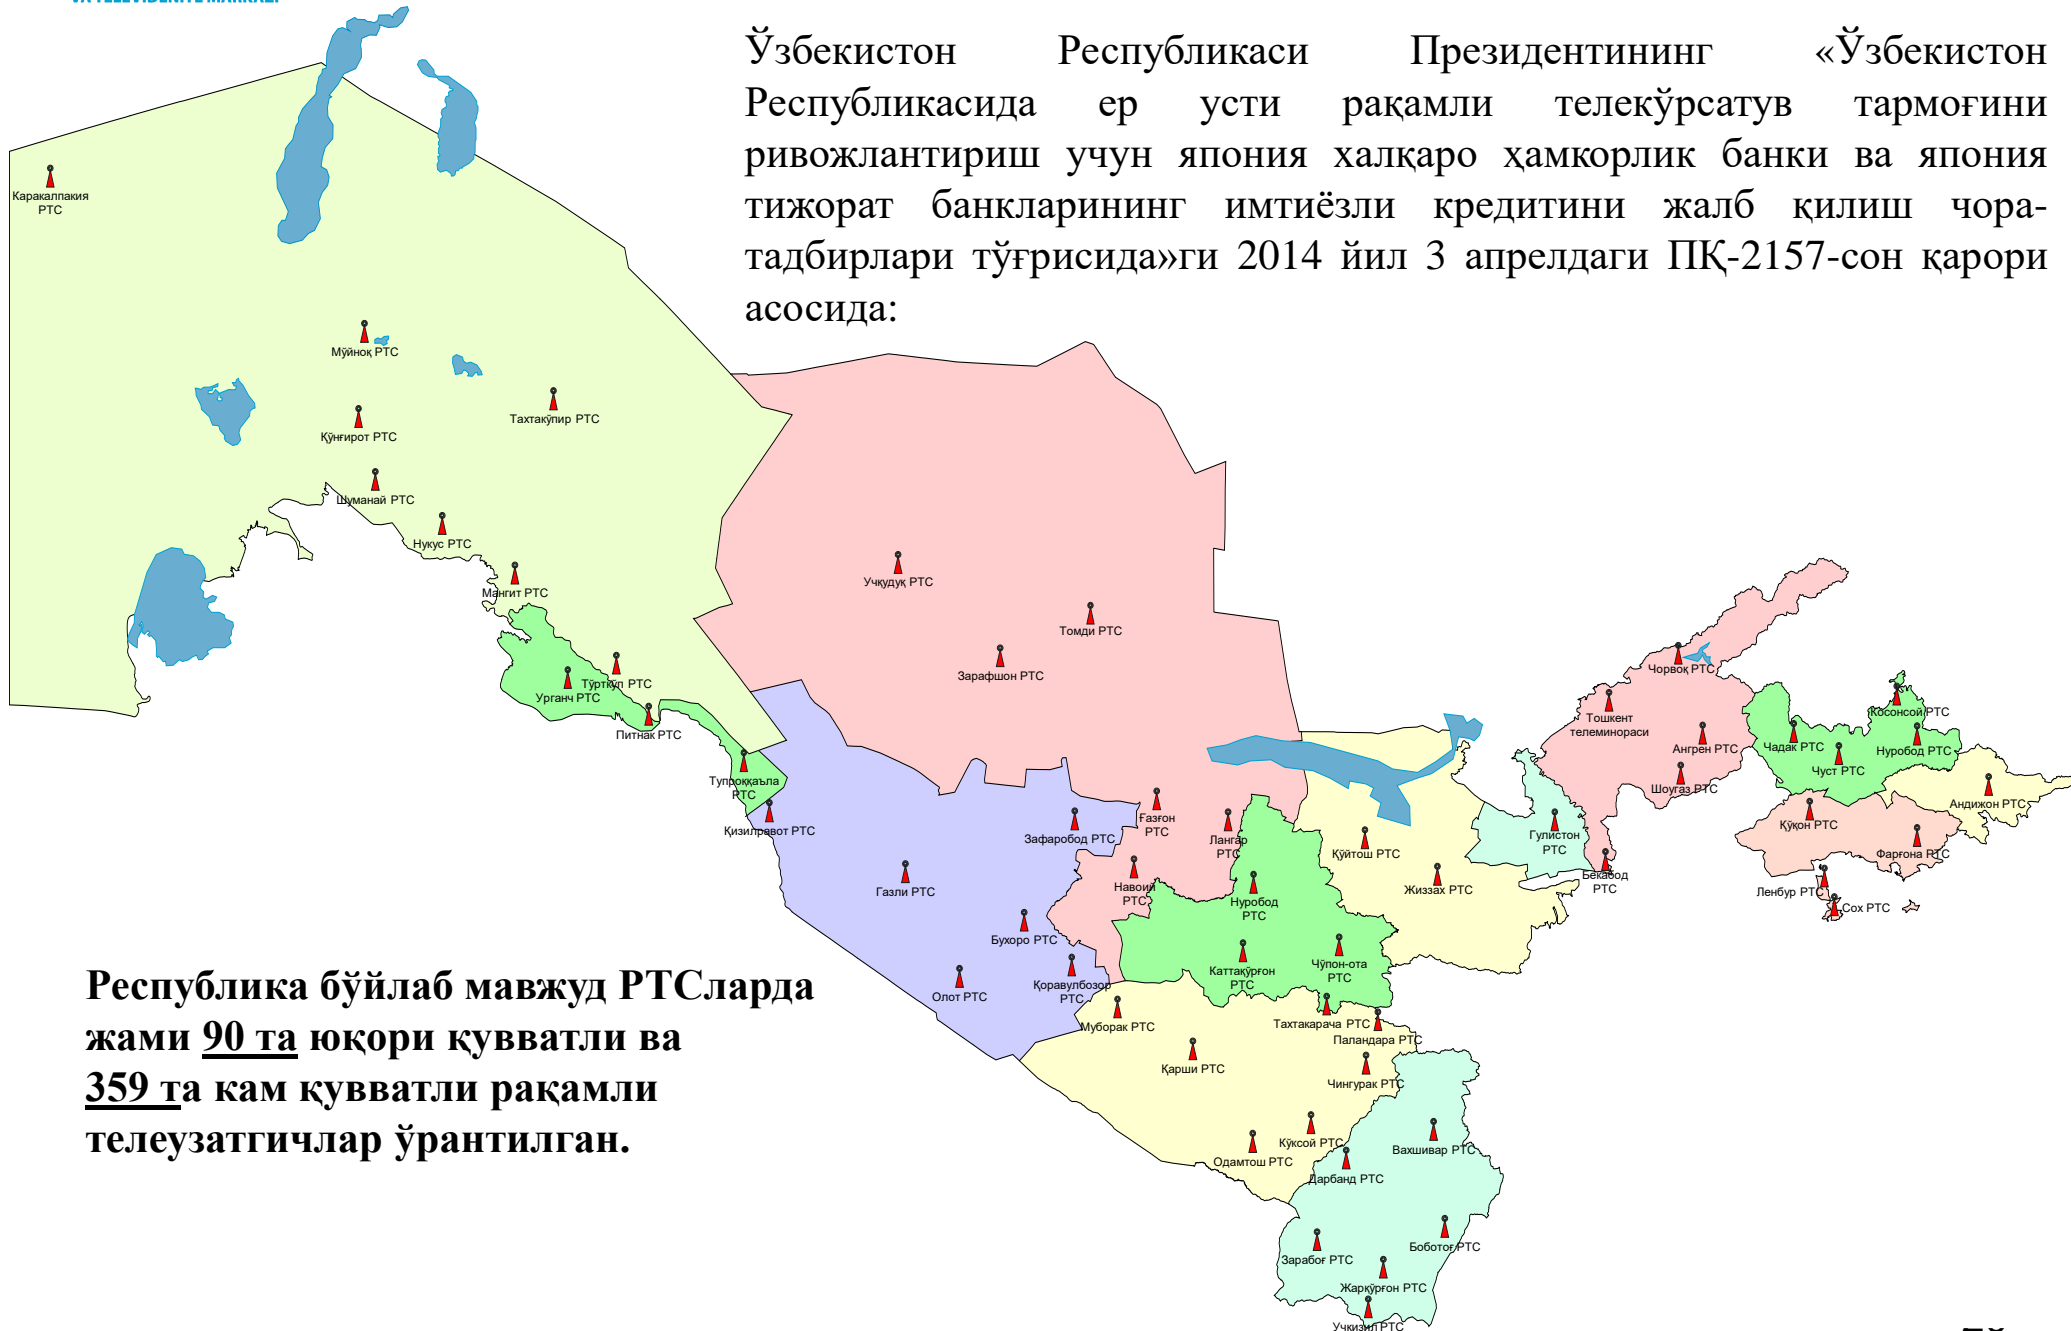 VA TELEVIDENIYE MARKAZI
Ўзбекистон Республикаси Президентининг «Ўзбекистон
Республикасида ер усти рақамли телекўрсатув тармоғини
ривожлантириш учун япония халқаро ҳамкорлик банки ва япония
тижорат банкларининг имтиёзли кредитини жалб қилиш чора-
тадбирлари тўғрисида»ги 2014 йил 3 апрелдаги ПҚ-2157-сон қарори
асосида:
Каракалпакия
РТС
Мўйноқ РТС
Тахтакўпир РТС
Қўнғирот РТС
Шуманай РТС
Нукус РТС
Мангит РТС
Тўрткўл РТС
Урганч РТС
Питнак РТС
Тупроққаъла
РТС
Қизилравот РТС
Учқудуқ РТС
Томди РТС
Зарафшон РТС
Зафаробод РТС
Ғазғон
РТС
Лангар
РТС
Навоий
РТС
Газли РТС
Бухоро РТС
Олот РТС
Қоравулбозор
РТС
Нуробод
РТС
Каттақўрғон
РТС
Чўпон-ота
РТС
Қўйтош РТС
Жиззах РТС
Гулистон
РТС
Бекабод
РТС
Чорвоқ РТС
Тошкент
телеминораси
Ангрен РТС
Шоугаз РТС
Косонсой РТС
Чадак РТС
Нуробод РТС
Чуст РТС
Андижон РТС
Қўқон РТС
Фарғона РТС
Ленбур РТС
Сох РТС
Муборак РТС
Тахтакарача РТС
Паландара РТС
Қарши РТС
Чингурак РТС
Кўксой РТС
Одамтош РТС
Вахшивар РТС
Дарбанд РТС
Боботоғ РТС
Зарабоғ РТС
Жарқўрғон РТС
Учкизил РТС
Республика бўйлаб мавжуд РТСларда
жами 90 та юқори қувватли ва
359 та кам қувватли рақамли
телеузатгичлар ўрантилган.